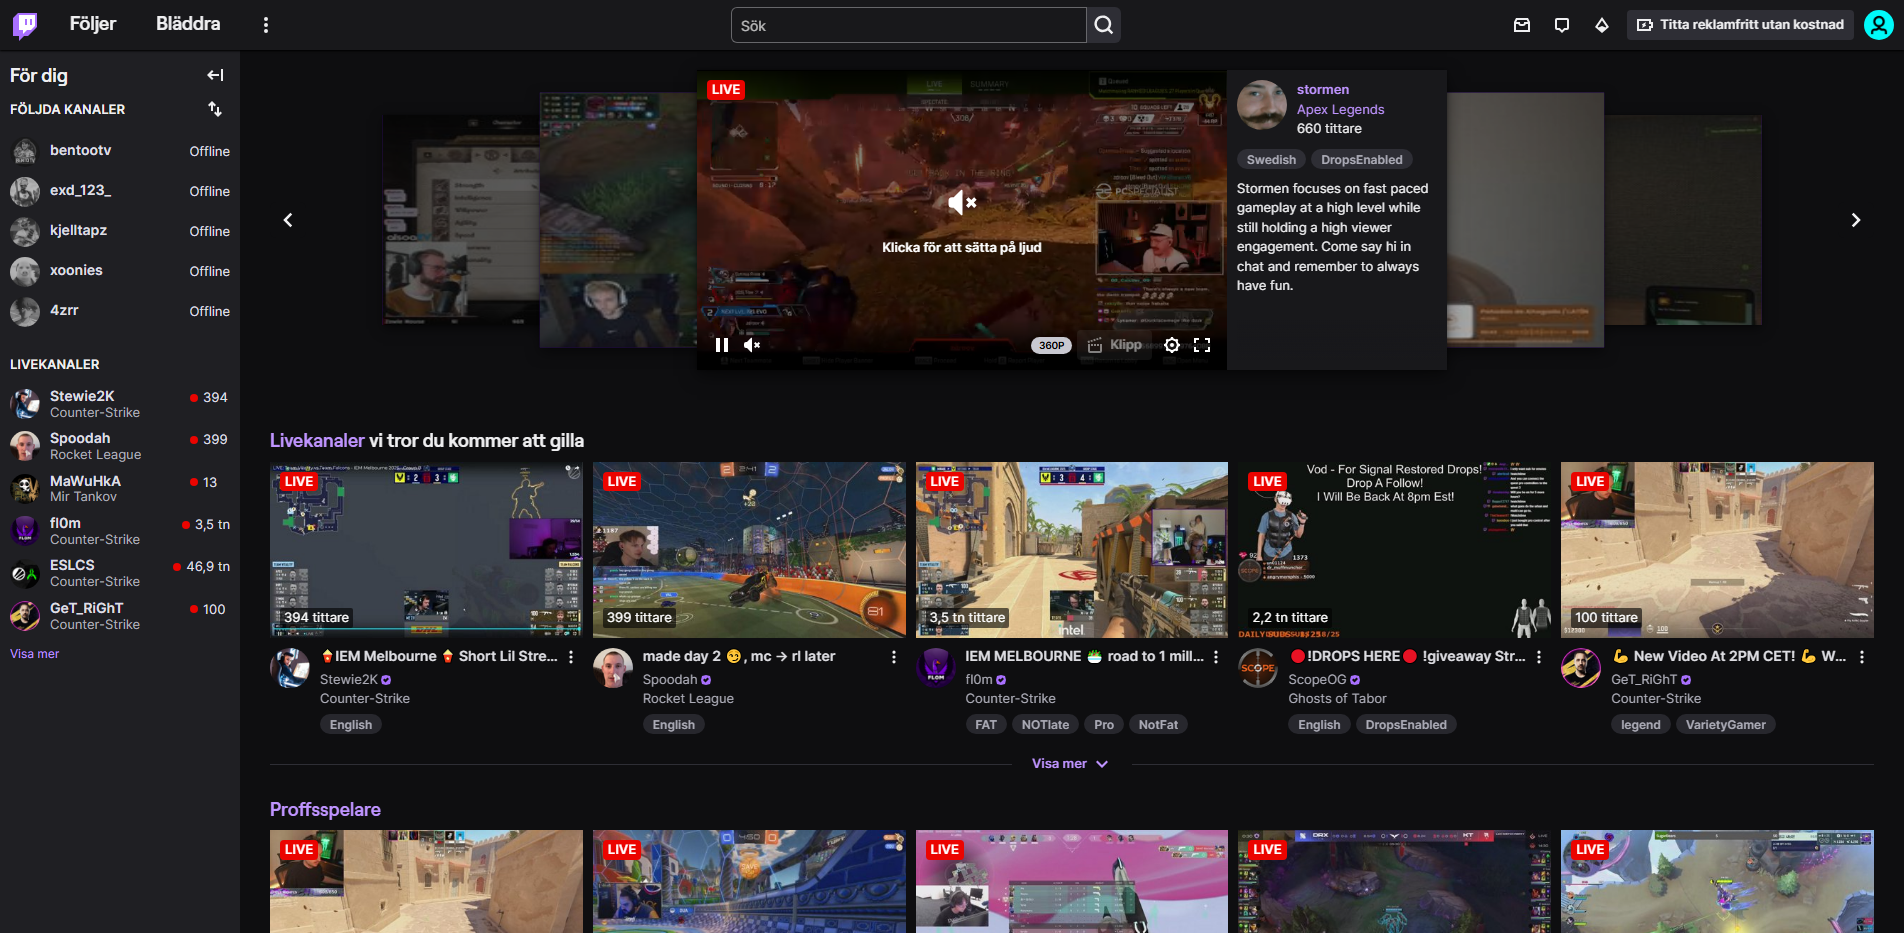 Följer
Bläddra
Sök
Titta reklamfritt utan kostnad
För dig
FÖLJDA KANALER
bentootv
Offline
exd_123_
Offline
kjelltapz
Offline
xoonies
Offline
4zrr
Offline
LIVEKANALER
Stewie2K
394
Counter-Strike
Spoodah
399
Rocket League
MaWuHkA
13
Mir Tankov
fl0m
3,5 tn
Counter-Strike
ESLCS
46,9 tn
Counter-Strike
GeT_RiGhT
100
Counter-Strike
Visa mer
LIVE
LIVE SUMMARY
Klicka för att sätta på ljud
360P
Klipp
stormen
Apex Legends
660 tittare
Swedish
DropsEnabled
Stormen focuses on fast paced
gameplay at a high level while
still holding a high viewer
engagement. Come say hi in
chat and remember to always
have fun.
Livekanaler vi tror du kommer att gilla
LIVE
2 3
394 tittare
🍿IEM Melbourne 🍿 Short Lil Stre...
Stewie2K
Counter-Strike
English
LIVE
399 tittare
made day 2 😏, mc → rl later
Spoodah
Rocket League
English
LIVE
3 4
intel
3,5 tn tittare
IEM MELBOURNE 🥗 road to 1 mill...
fl0m
Counter-Strike
FAT
NOTlate
Pro
NotFat
LIVE
Vod - For Signal Restored Drops!
Drop A Follow!
I Will Be Back At 8pm Est!
1373
2,2 tn tittare
🔴!DROPS HERE🔴 !giveaway Str...
ScopeOG
Ghosts of Tabor
English
DropsEnabled
LIVE
100 tittare
💪 New Video At 2PM CET! 💪 W...
GeT_RiGhT
Counter-Strike
legend
VarietyGamer
Visa mer
Proffsspelare
LIVE
LIVE
LIVE
LIVE
DRX
KT
LIVE